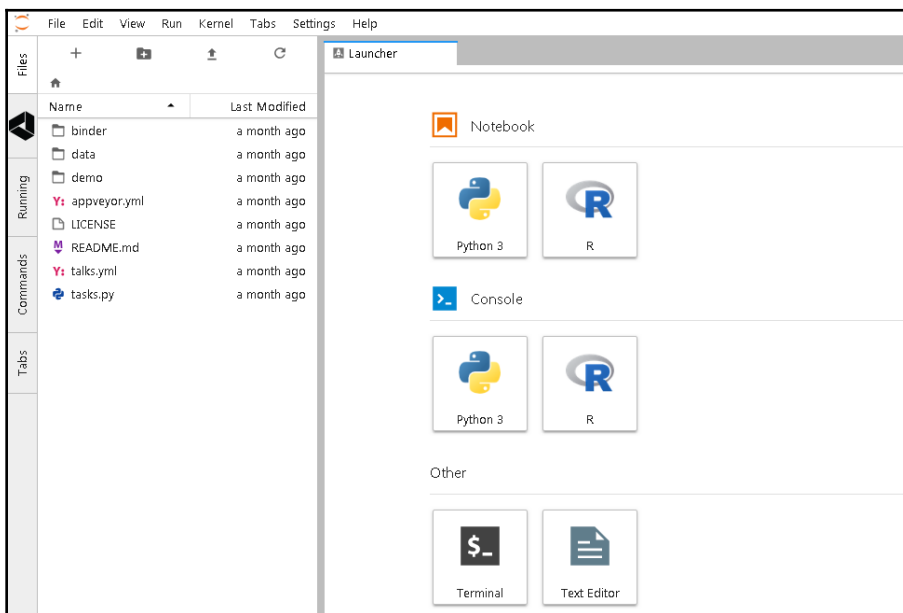 File Edit View Run Kernel Tabs Settings Help
Files
Running
Commands
Tabs
Name Last Modified
binder a month ago
data a month ago
demo a month ago
Y: appveyor.yml a month ago
LICENSE a month ago
M README.md a month ago
Y: talks.yml a month ago
tasks.py a month ago
Launcher
Notebook
Python 3 R
Console
Python 3 R
Other
$_
Terminal Text Editor